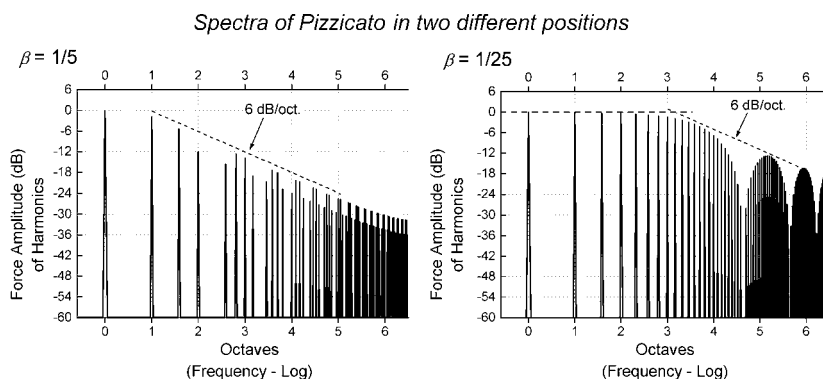 Spectra of Pizzicato in two different positions
β = 1/5
0 1 2 3 4 5 6
6 dB/oct.
6
0
-6
-12
-18
-24
-30
-36
-42
-48
-54
-60
Force Amplitude (dB)
of Harmonics
0 1 2 3 4 5 6
Octaves
(Frequency - Log)
β = 1/25
0 1 2 3 4 5 6
6 dB/oct.
6
0
-6
-12
-18
-24
-30
-36
-42
-48
-54
-60
Force Amplitude (dB)
of Harmonics
0 1 2 3 4 5 6
Octaves
(Frequency - Log)